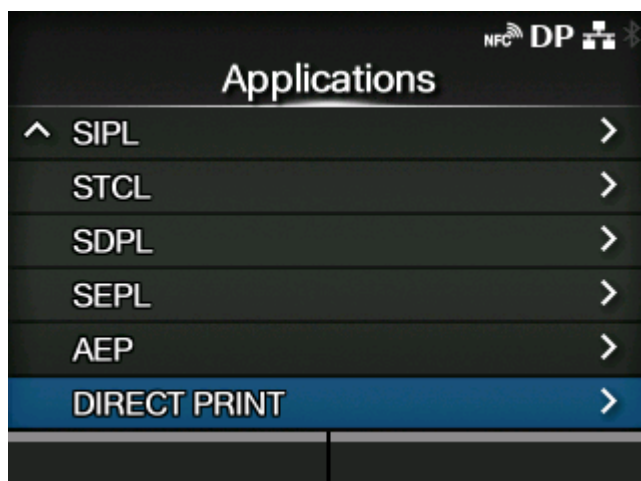 NFC DP
Applications
SIPL
STCL
SDPL
SEPL
AEP
DIRECT PRINT